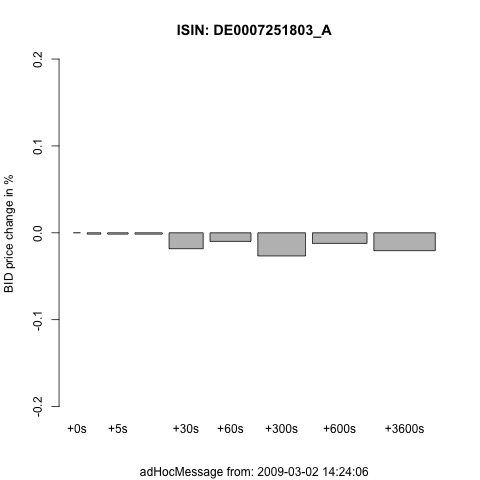 ISIN: DE0007251803_A
BID price change in %
0.2
0.1
0.0
-0.1
-0.2
+0s +5s +30s +60s +300s +600s +3600s
adHocMessage from: 2009-03-02 14:24:06